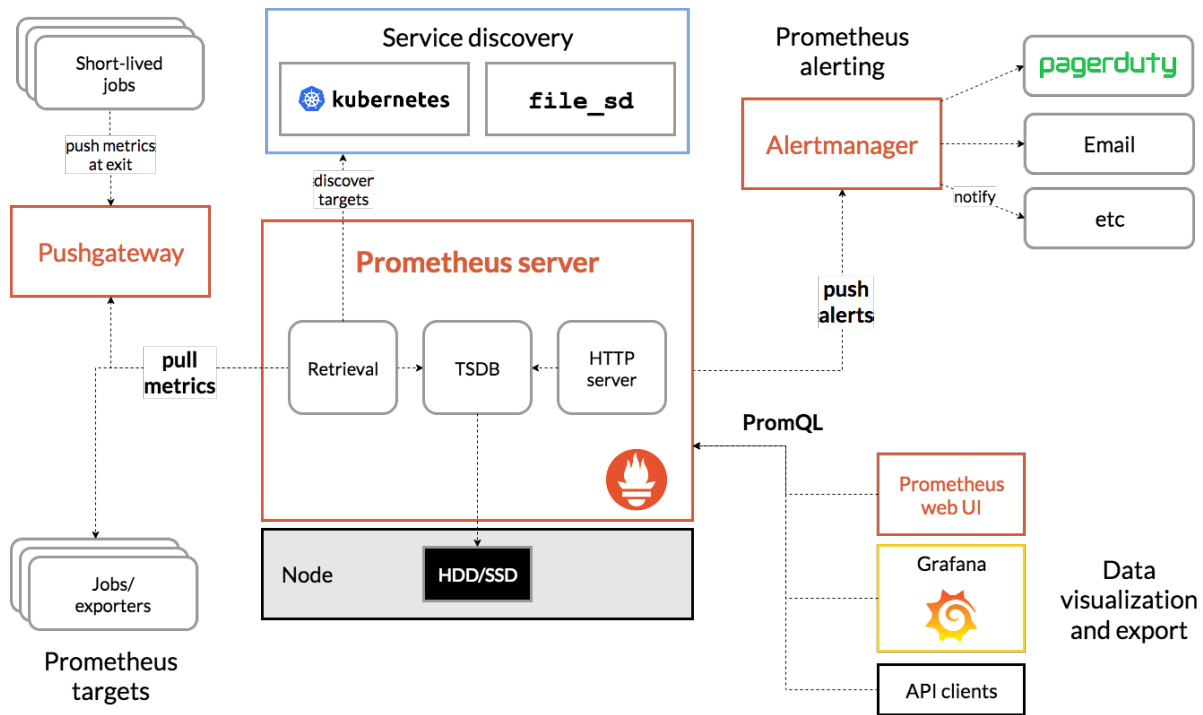 Short-lived
jobs
push metrics
at exit
Pushgateway
pull
metrics
Jobs/
exporters
Prometheus
targets
Service discovery
kubernetes
file_sd
discover
targets
Prometheus server
Retrieval
TSDB
HTTP
server
Node
HDD/SSD
Prometheus
alerting
Alertmanager
push
alerts
notify
pagerduty
Email
etc
PromQL
Prometheus
web UI
Grafana
API clients
Data
visualization
and export